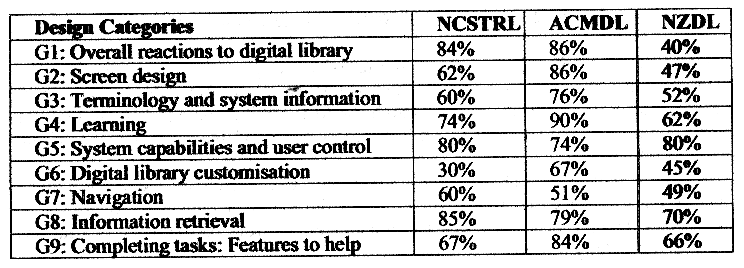 Design Categories NCSTRL ACMDL NZDL
G1: Overall reactions to digital library 84% 86% 40%
G2: Screen design 62% 86% 47%
G3: Terminology and system information 60% 76% 52%
G4: Learning 74% 90% 62%
G5: System capabilities and user control 80% 74% 80%
G6: Digital library customisation 30% 67% 45%
G7: Navigation 60% 51% 49%
G8: Information retrieval 85% 79% 70%
G9: Completing tasks: Features to help 67% 84% 66%